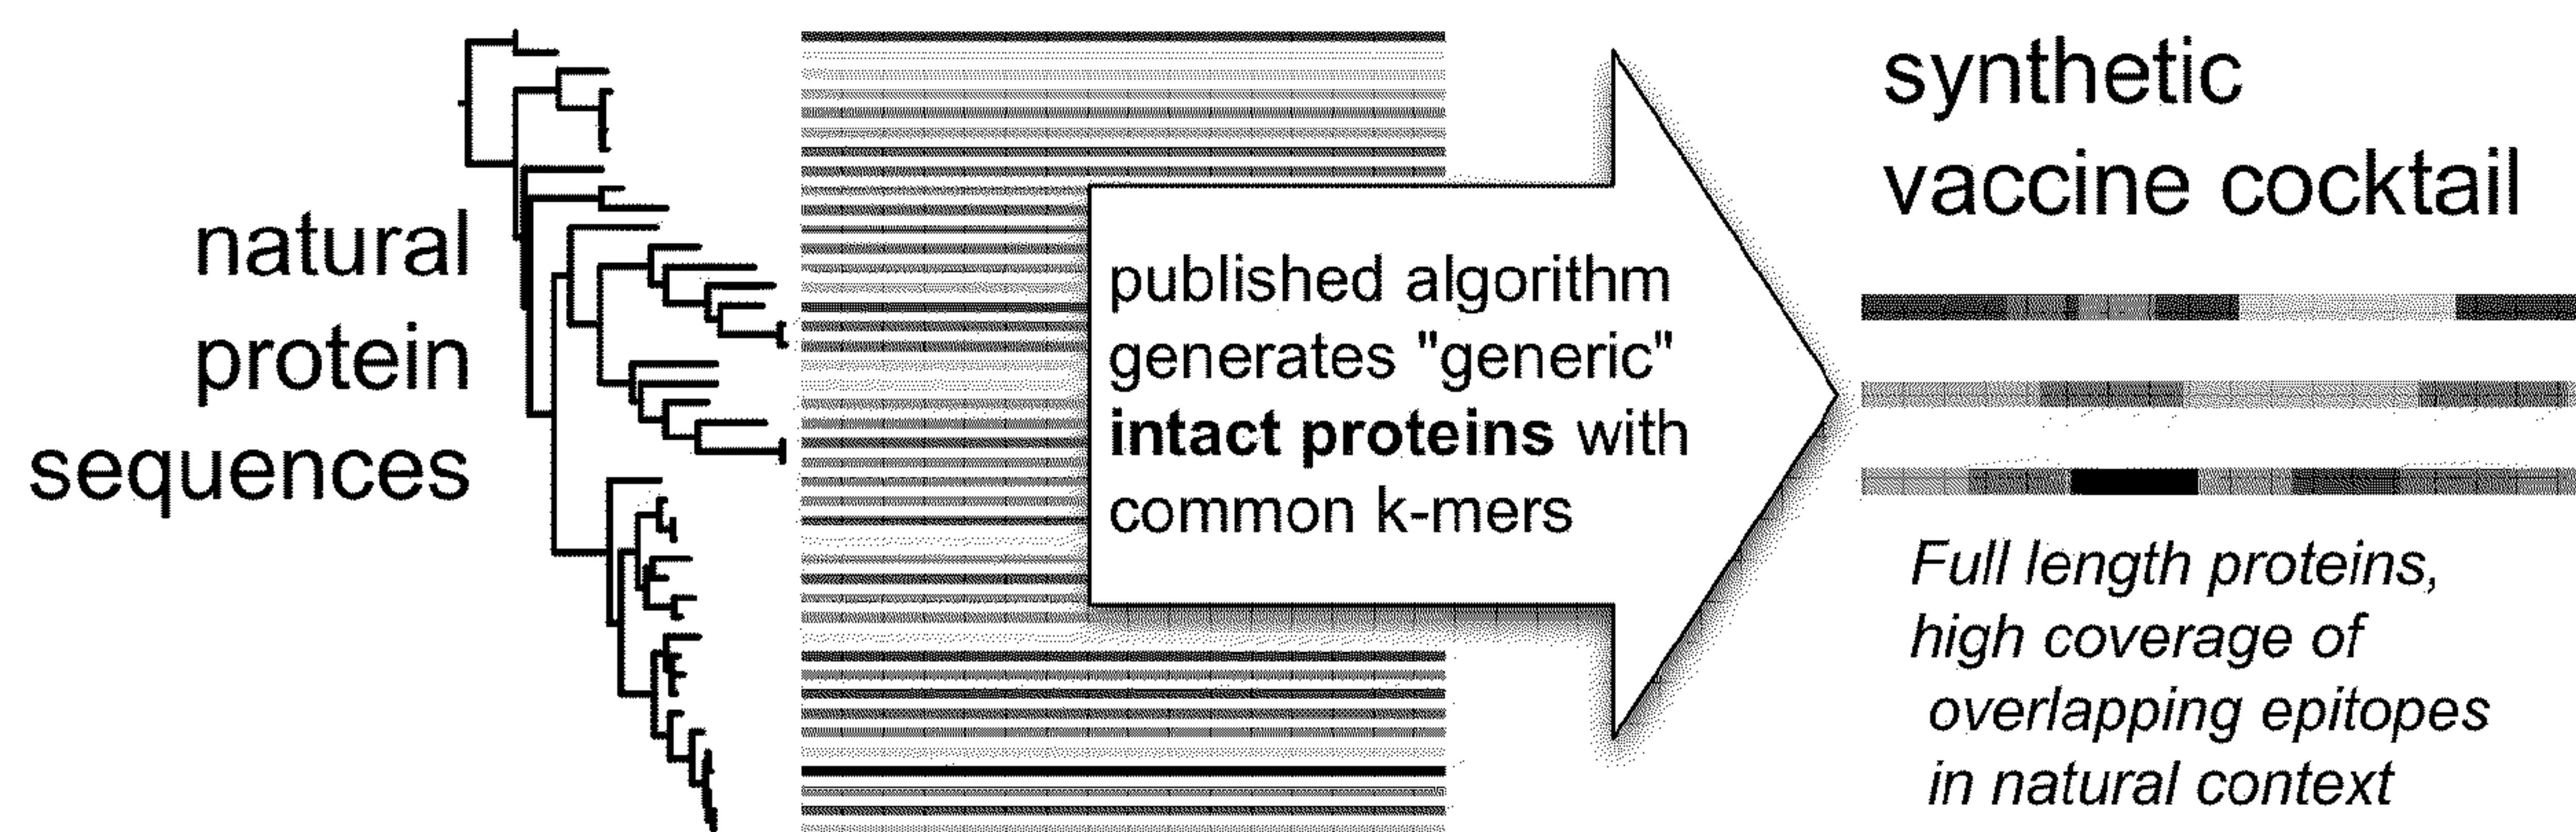 natural
protein
sequences
published algorithm
generates "generic"
intact proteins with
common k-mers
synthetic
vaccine cocktail
Full length proteins,
high coverage of
overlapping epitopes
in natural context